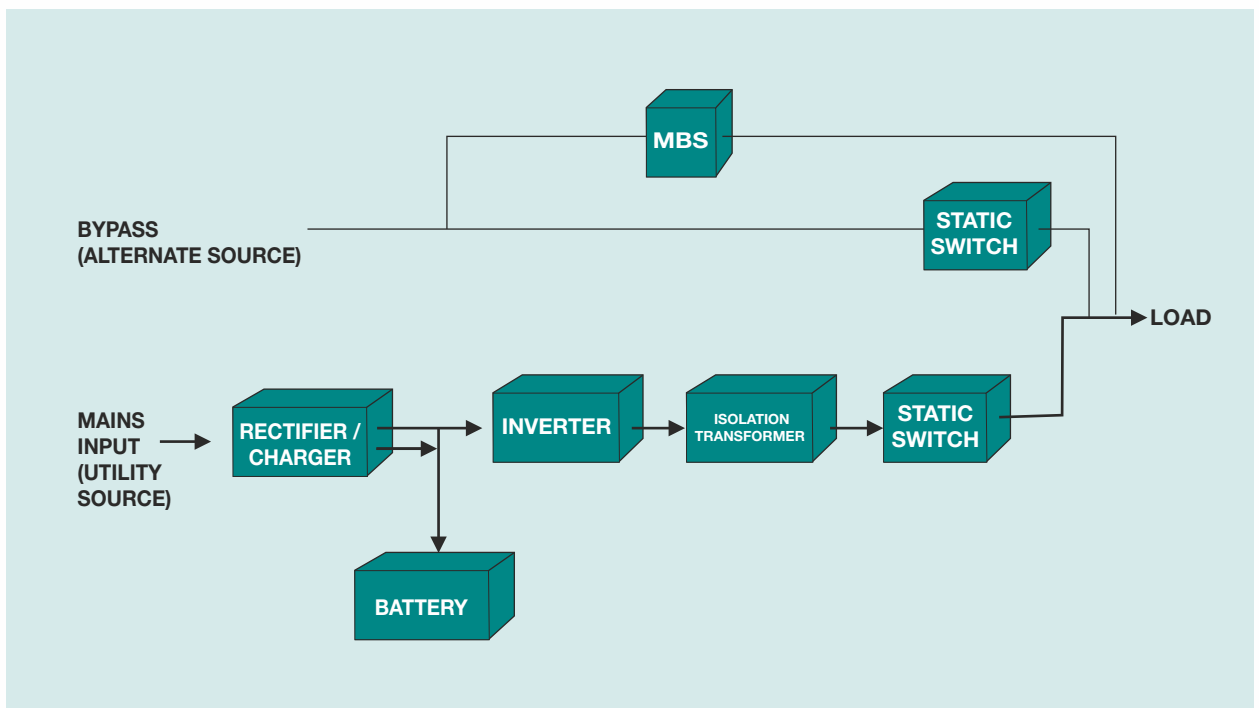 MBS
BYPASS
(ALTERNATE SOURCE)
STATIC
SWITCH
LOAD
MAINS
INPUT
(UTILITY
SOURCE)
RECTIFIER /
CHARGER
INVERTER
ISOLATION
TRANSFORMER
STATIC
SWITCH
BATTERY